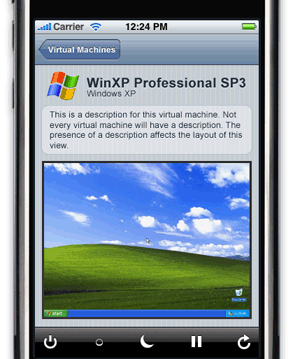 Carrier 12:24 PM
Virtual Machines
WinXP Professional SP3
Windows XP
This is a description for this virtual machine. Not
every virtual machine will have a description. The
presence of a description affects the layout of this
view.
start